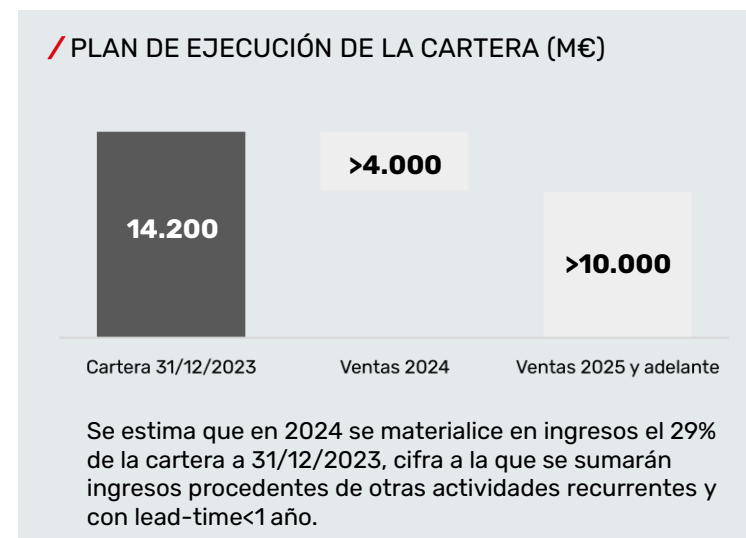 / PLAN DE EJECUCIÓN DE LA CARTERA (M€)
>4.000
14.200
>10.000
Cartera 31/12/2023 Ventas 2024 Ventas 2025 y adelante
Se estima que en 2024 se materialice en ingresos el 29%
de la cartera a 31/12/2023, cifra a la que se sumarán
ingresos procedentes de otras actividades recurrentes y
con lead-time<1 año.